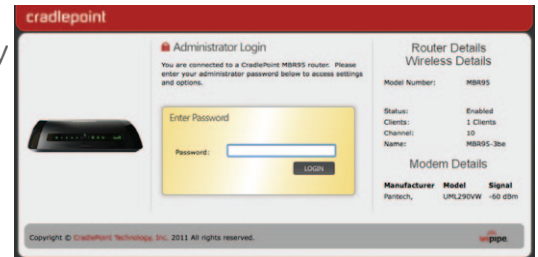 cradlepoint
Administrator Login
You are connected to a CradlePoint MBR95 router. Please
enter your administrator password below to access settings
and options.
Enter Password
Password:
LOGIN
Router Details
Wireless Details
Model Number: MBR95
Status: Enabled
Clients: 1 Clients
Channel: 10
Name: MBR95-3be
Modem Details
Manufacturer Model Signal
Pantech, UML290VW -60 dBm
Copyright © CradlePoint Technology, Inc. 2011 All rights reserved.
wipipe